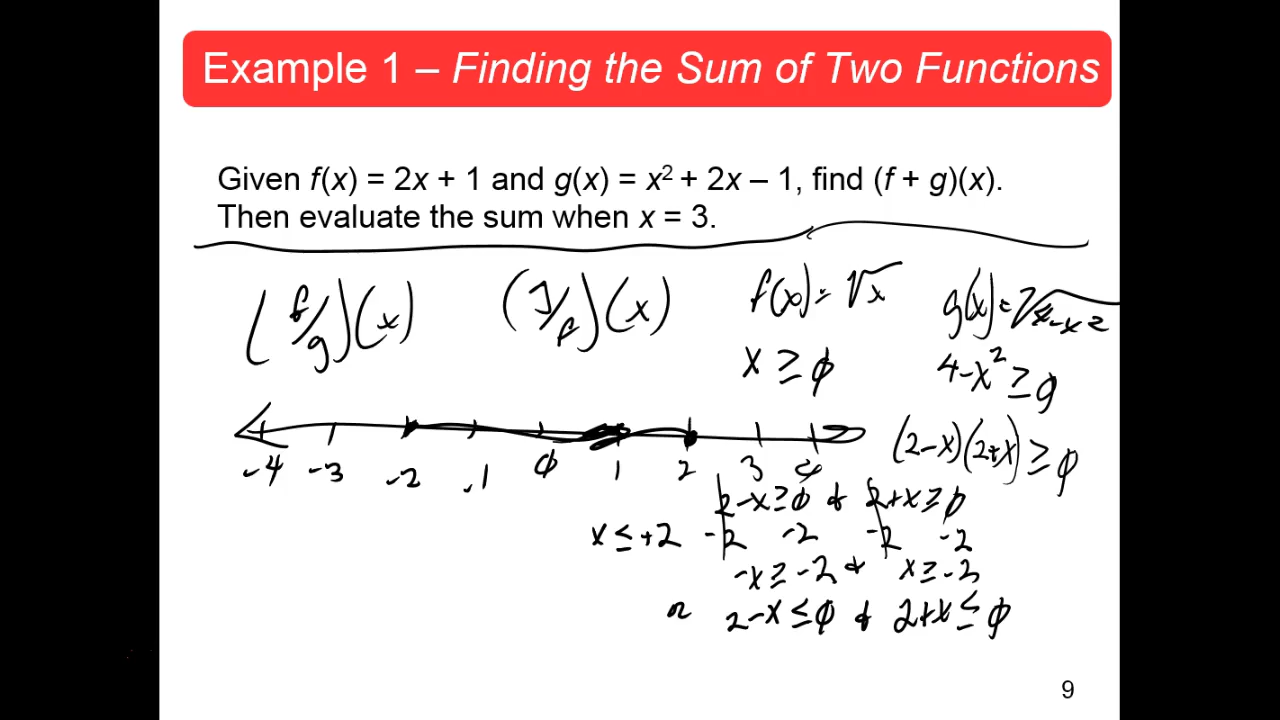 Example 1 – Finding the Sum of Two Functions
Given f(x) = 2x + 1 and g(x) = x² + 2x – 1, find (f + g)(x).
Then evaluate the sum when x = 3.
(f/g)(x) (g/f)(x) f(x) = √x g(x) = √4-x²
x ≥ 0 4-x² ≥ 0
(2-x)(2+x) ≥ 0
-4 -3 -2 -1 0 1 2 3 4
2-x ≥ 0 & 2+x ≥ 0
x ≤ +2 -2 -2 -2 -2
-x ≥ -2 & x ≥ -2
or 2-x ≤ 0 & 2+x ≤ 0
9